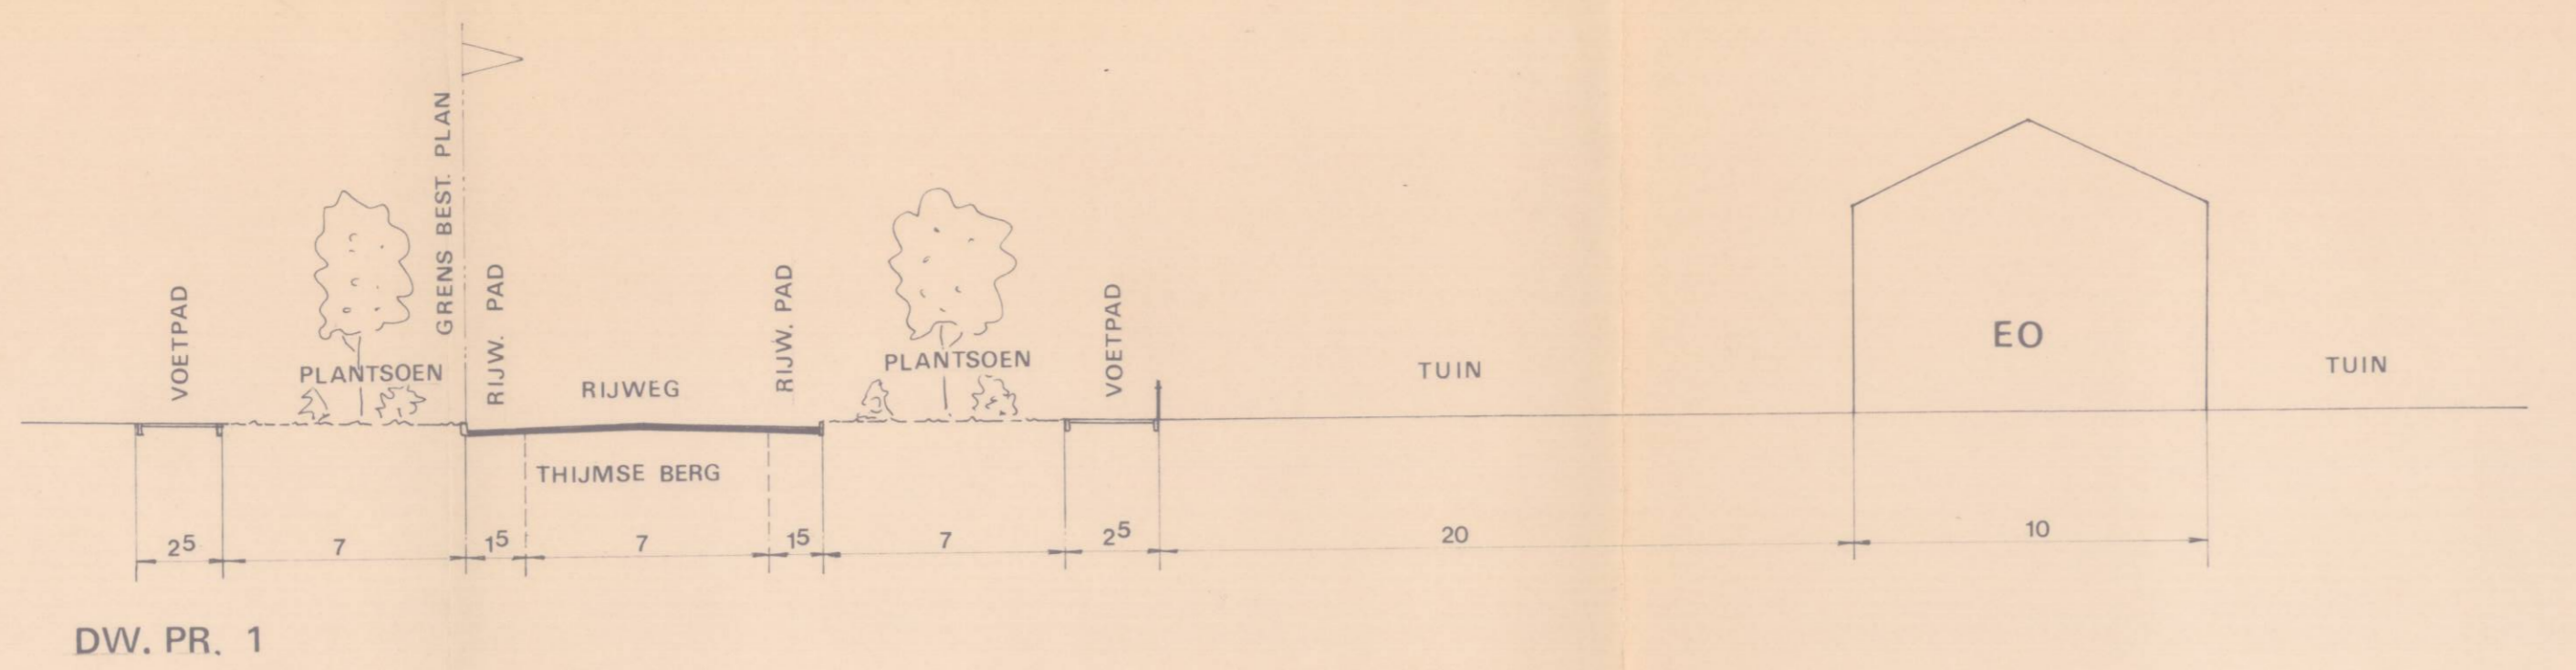 GRENS BEST. PLAN
VOETPAD
PLANTSOEN
RIJW. PAD
RIJWEG
RIJW. PAD
PLANTSOEN
VOETPAD
TUIN
EO
TUIN
THIJMSE BERG
2⁵ 7 1⁵ 7 1⁵ 7 2⁵ 20 10
DW. PR. 1